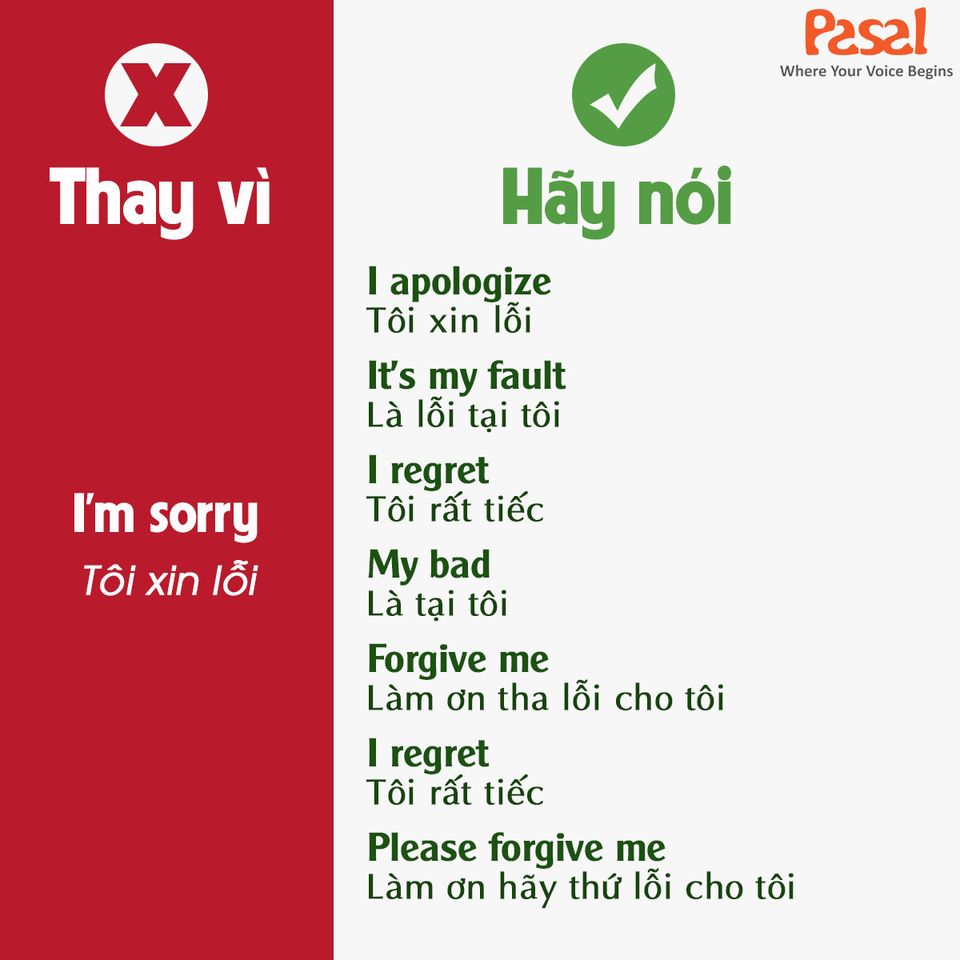 Pasal
Where Your Voice Begins
X
Thay vì
Hãy nói
I'm sorry
Tôi xin lỗi
I apologize
Tôi xin lỗi
It's my fault
Là lỗi tại tôi
I regret
Tôi rất tiếc
My bad
Là tại tôi
Forgive me
Làm ơn tha lỗi cho tôi
I regret
Tôi rất tiếc
Please forgive me
Làm ơn hãy thứ lỗi cho tôi